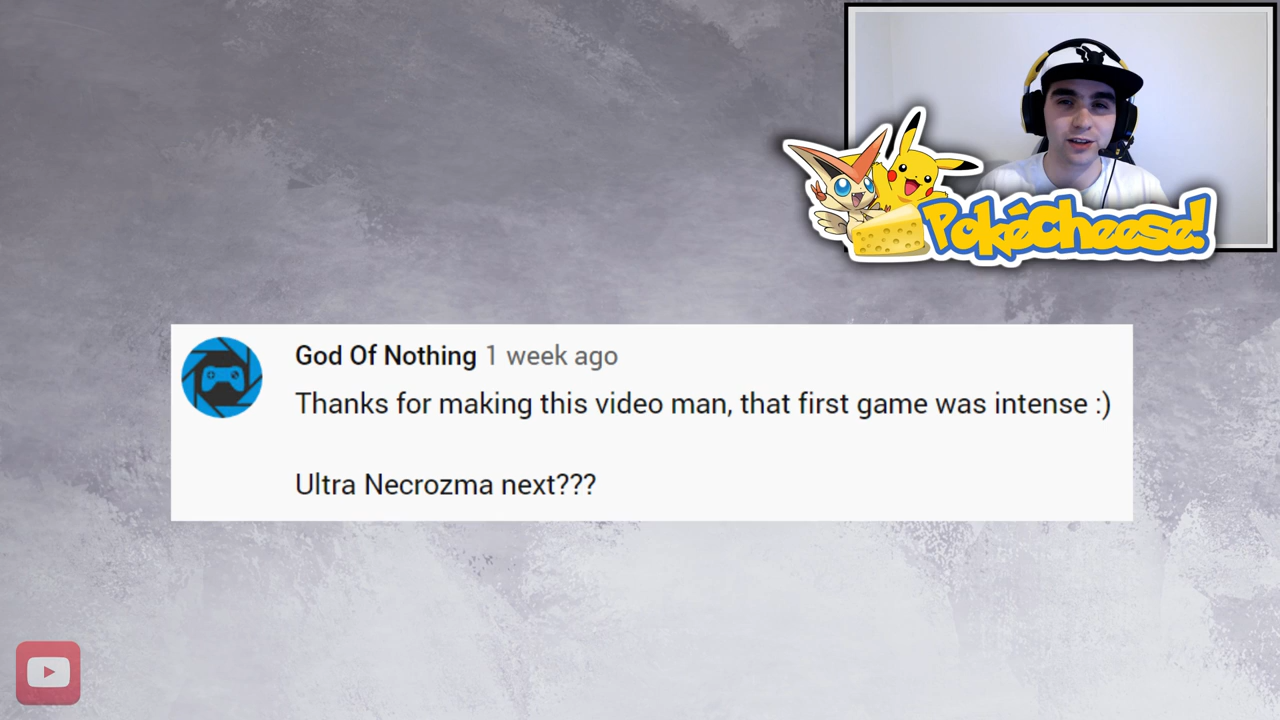 PokéCheese!
God Of Nothing 1 week ago
Thanks for making this video man, that first game was intense :)
Ultra Necrozma next???